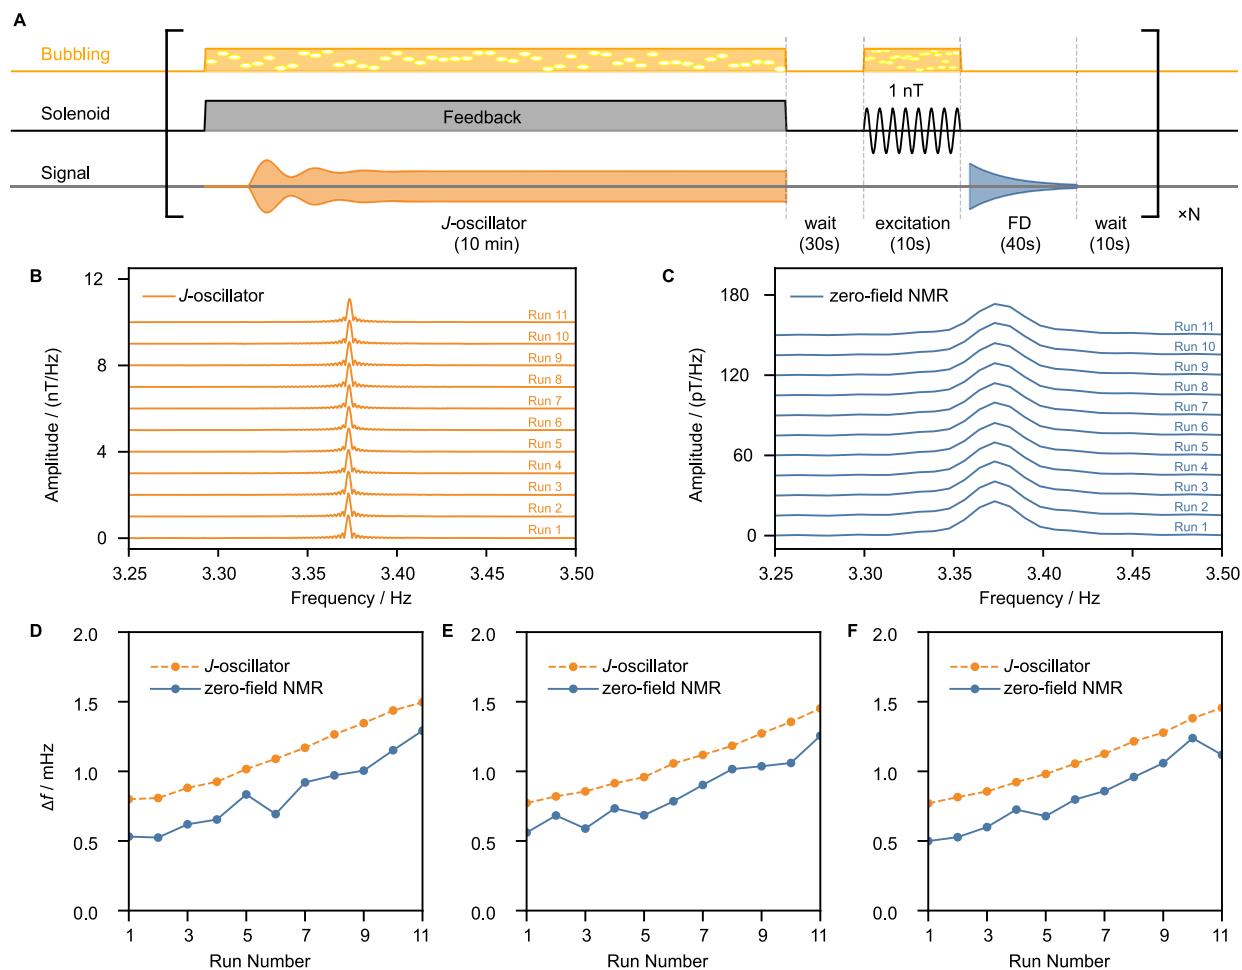 A
Bubbling
1 nT
Solenoid
Feedback
Signal
×N
J-oscillator
(10 min)
wait
(30s)
excitation
(10s)
FD
(40s)
wait
(10s)
B
12
8
4
0
Amplitude / (nT/Hz)
J-oscillator
Run 11
Run 10
Run 9
Run 8
Run 7
Run 6
Run 5
Run 4
Run 3
Run 2
Run 1
3.25 3.30 3.35 3.40 3.45 3.50
Frequency / Hz
C
180
120
60
0
Amplitude / (pT/Hz)
zero-field NMR
Run 11
Run 10
Run 9
Run 8
Run 7
Run 6
Run 5
Run 4
Run 3
Run 2
Run 1
3.25 3.30 3.35 3.40 3.45 3.50
Frequency / Hz
D
2.0
1.5
1.0
0.5
0.0
Δf / mHz
J-oscillator
zero-field NMR
1 3 5 7 9 11
Run Number
E
2.0
1.5
1.0
0.5
0.0
J-oscillator
zero-field NMR
1 3 5 7 9 11
Run Number
F
2.0
1.5
1.0
0.5
0.0
J-oscillator
zero-field NMR
1 3 5 7 9 11
Run Number